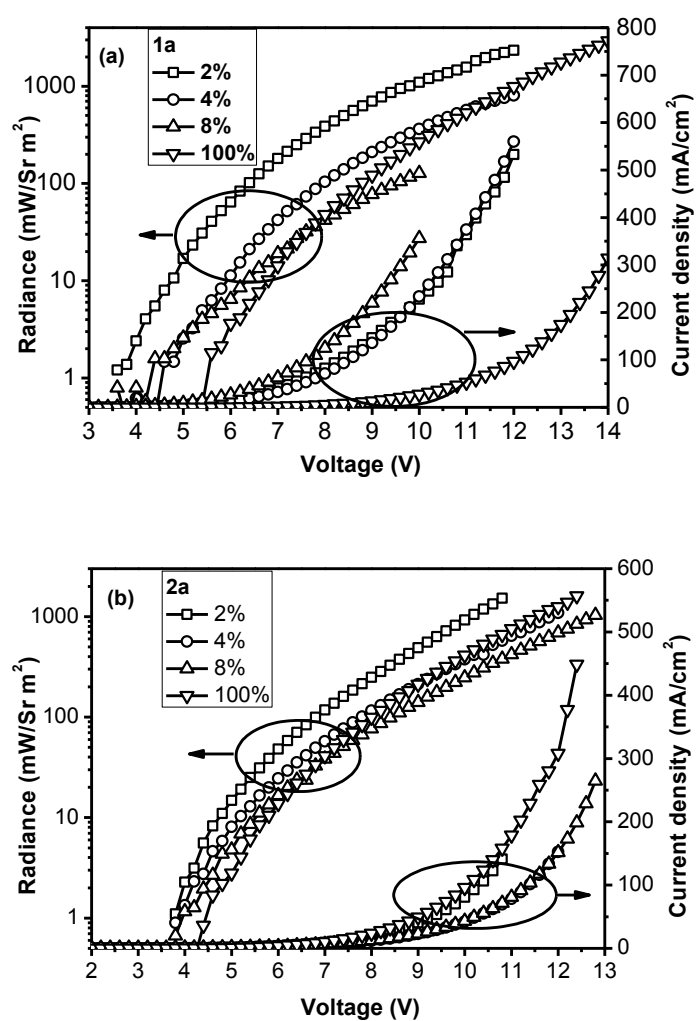 (a)
1a
2%
4%
8%
100%
1000
100
10
1
Radiance (mW/Sr m²)
800
700
600
500
400
300
200
100
0
Current density (mA/cm²)
3 4 5 6 7 8 9 10 11 12 13 14
Voltage (V)
(b)
2a
2%
4%
8%
100%
1000
100
10
1
Radiance (mW/Sr m²)
600
500
400
300
200
100
0
Current density (mA/cm²)
2 3 4 5 6 7 8 9 10 11 12 13
Voltage (V)